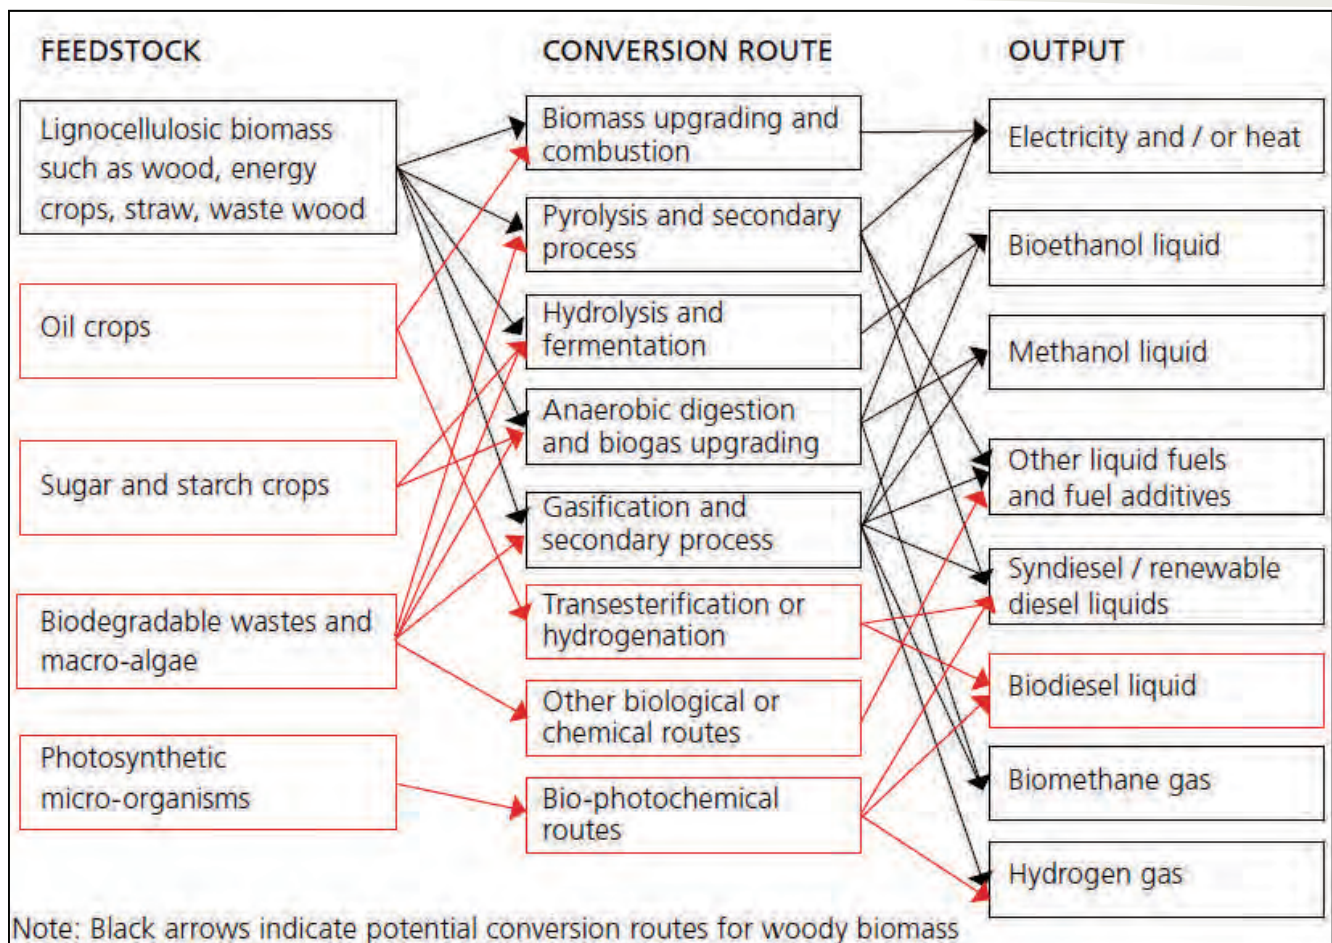 FEEDSTOCK
Lignocellulosic biomass
such as wood, energy
crops, straw, waste wood
Oil crops
Sugar and starch crops
Biodegradable wastes and
macro-algae
Photosynthetic
micro-organisms
CONVERSION ROUTE
Biomass upgrading and
combustion
Pyrolysis and secondary
process
Hydrolysis and
fermentation
Anaerobic digestion
and biogas upgrading
Gasification and
secondary process
Transesterification or
hydrogenation
Other biological or
chemical routes
Bio-photochemical
routes
OUTPUT
Electricity and / or heat
Bioethanol liquid
Methanol liquid
Other liquid fuels
and fuel additives
Syndiesel / renewable
diesel liquids
Biodiesel liquid
Biomethane gas
Hydrogen gas
Note: Black arrows indicate potential conversion routes for woody biomass